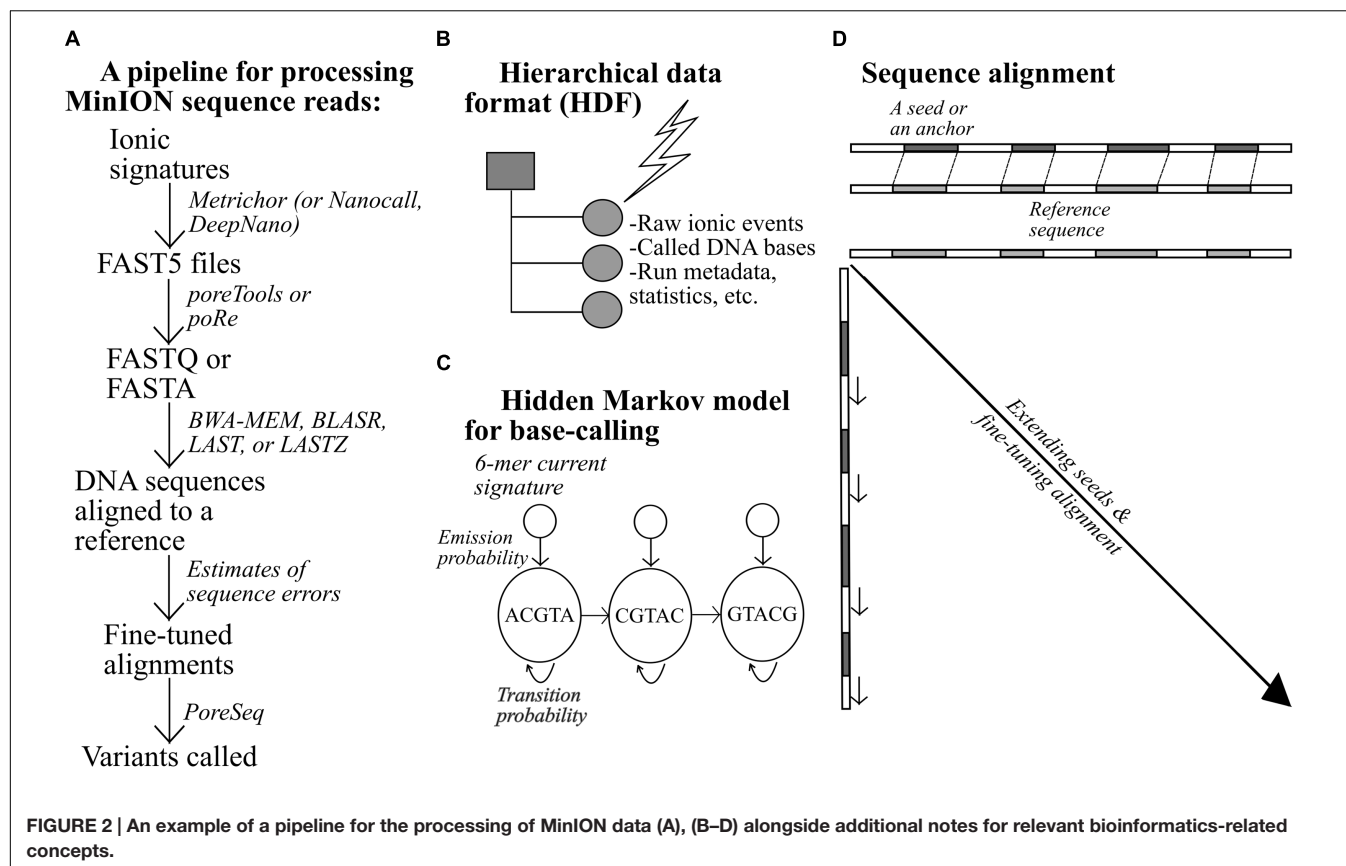 A
A pipeline for processing
MinION sequence reads:
Ionic
signatures
Metrichor (or Nanocall,
DeepNano)
FAST5 files
poreTools or
poRe
FASTQ or
FASTA
BWA-MEM, BLASR,
LAST, or LASTZ
DNA sequences
aligned to a
reference
Estimates of
sequence errors
Fine-tuned
alignments
PoreSeq
Variants called
B
Hierarchical data
format (HDF)
-Raw ionic events
-Called DNA bases
-Run metadata,
statistics, etc.
C
Hidden Markov model
for base-calling
6-mer current
signature
Emission
probability
ACGTA
CGTAC
GTACG
Transition
probability
D
Sequence alignment
A seed or
an anchor
Reference
sequence
Extending seeds &
fine-tuning alignment
FIGURE 2 | An example of a pipeline for the processing of MinION data (A), (B–D) alongside additional notes for relevant bioinformatics-related
concepts.